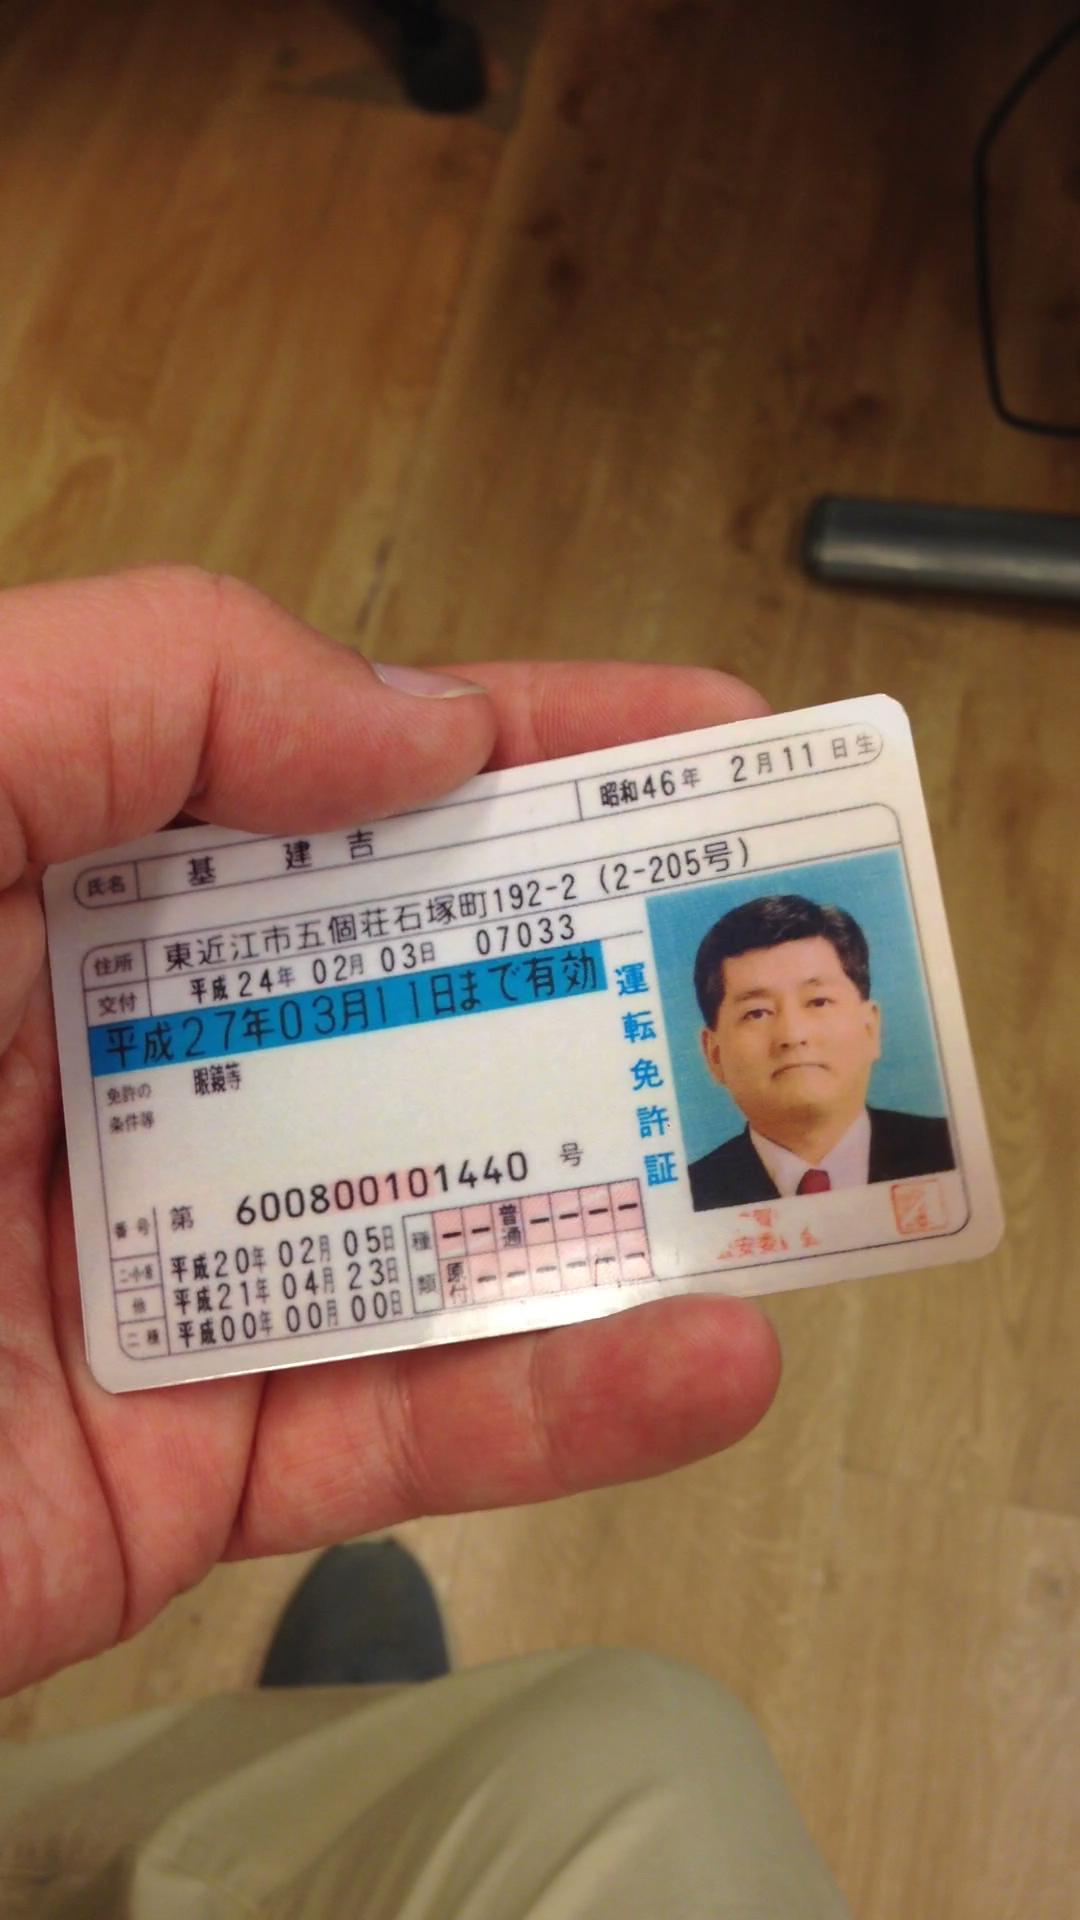 氏名 基 建 吉 昭和46年 2月11日生
住所 東近江市五個荘石塚町192-2 (2-205号)
交付 平成24年 02月 03日 07033
平成27年03月11日まで有効
免許の 眼鏡等
条件等
運転免許証
番号 第 600800101440 号
二・小・原 平成20年 02月 05日
他 平成21年 04月 23日
二種 平成00年 00月 00日
種類
普通
原付
安委 会